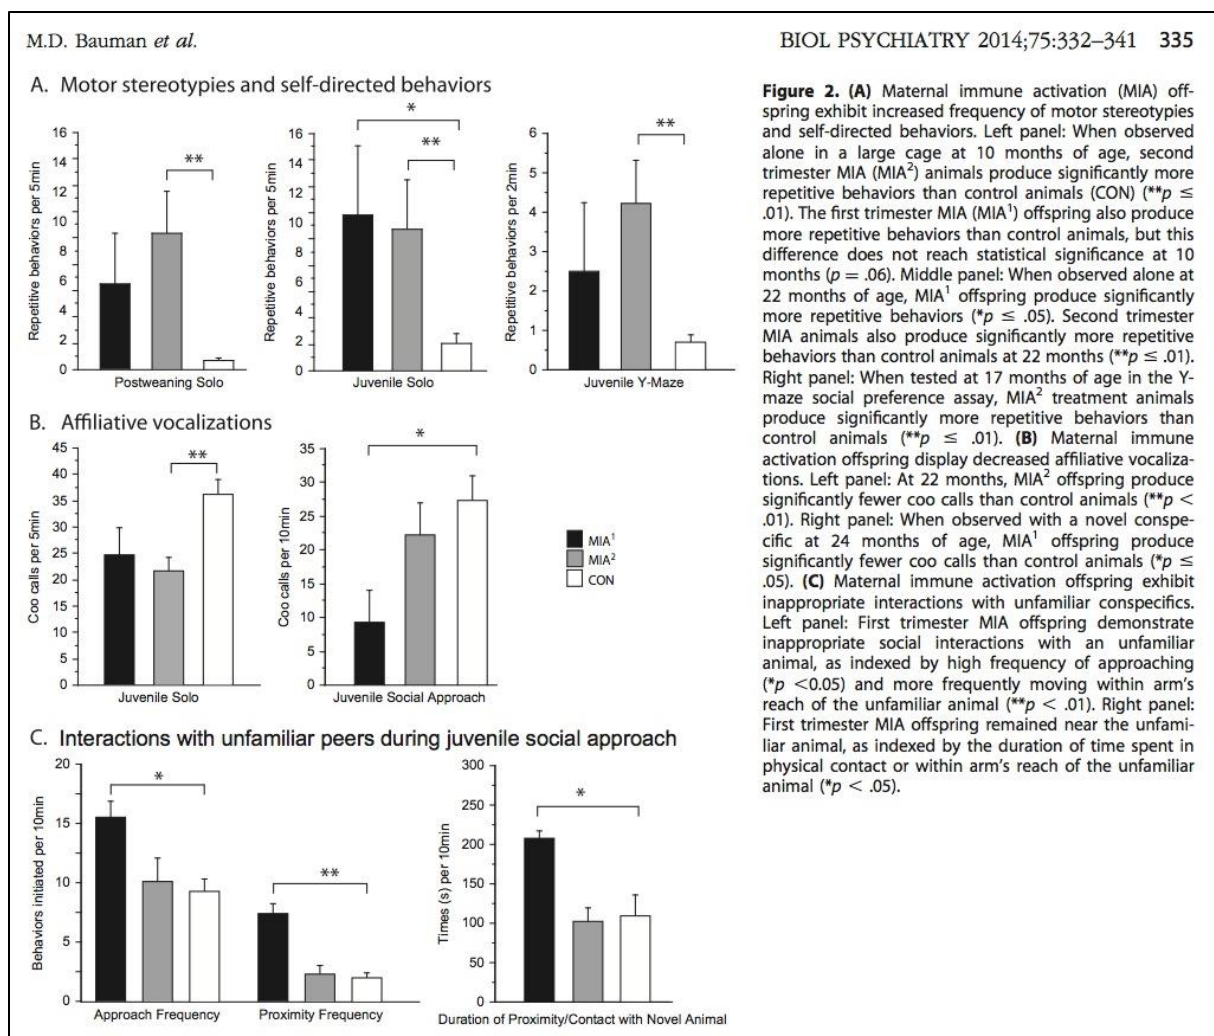 M.D. Bauman et al.
BIOL PSYCHIATRY 2014;75:332–341 335
A. Motor stereotypies and self-directed behaviors
Repetitive behaviors per 5min
16
14
12
10
8
6
4
2
0
**
Postweaning Solo
Repetitive behaviors per 5min
16
14
12
10
8
6
4
2
0
*
**
Juvenile Solo
Repetitive behaviors per 2min
6
5
4
3
2
1
0
**
Juvenile Y-Maze
B. Affiliative vocalizations
Coo calls per 5min
45
40
35
30
25
20
15
10
5
0
**
Juvenile Solo
Coo calls per 10min
35
30
25
20
15
10
5
0
*
Juvenile Social Approach
MIA¹
MIA²
CON
C. Interactions with unfamiliar peers during juvenile social approach
Behaviors initiated per 10min
20
15
10
5
0
*
**
Approach Frequency
Proximity Frequency
Times (s) per 10min
300
250
200
150
100
50
0
*
Duration of Proximity/Contact with Novel Animal
Figure 2. (A) Maternal immune activation (MIA) off-
spring exhibit increased frequency of motor stereotypies
and self-directed behaviors. Left panel: When observed
alone in a large cage at 10 months of age, second
trimester MIA (MIA²) animals produce significantly more
repetitive behaviors than control animals (CON) (**p ≤
.01). The first trimester MIA (MIA¹) offspring also produce
more repetitive behaviors than control animals, but this
difference does not reach statistical significance at 10
months (p = .06). Middle panel: When observed alone at
22 months of age, MIA¹ offspring produce significantly
more repetitive behaviors (*p ≤ .05). Second trimester
MIA animals also produce significantly more repetitive
behaviors than control animals at 22 months (**p ≤ .01).
Right panel: When tested at 17 months of age in the Y-
maze social preference assay, MIA² treatment animals
produce significantly more repetitive behaviors than
control animals (**p ≤ .01). (B) Maternal immune
activation offspring display decreased affiliative vocaliza-
tions. Left panel: At 22 months, MIA² offspring produce
significantly fewer coo calls than control animals (**p <
.01). Right panel: When observed with a novel conspe-
cific at 24 months of age, MIA¹ offspring produce
significantly fewer coo calls than control animals (*p ≤
.05). (C) Maternal immune activation offspring exhibit
inappropriate interactions with unfamiliar conspecifics.
Left panel: First trimester MIA offspring demonstrate
inappropriate social interactions with an unfamiliar
animal, as indexed by high frequency of approaching
(*p <0.05) and more frequently moving within arm's
reach of the unfamiliar animal (**p < .01). Right panel:
First trimester MIA offspring remained near the unfami-
liar animal, as indexed by the duration of time spent in
physical contact or within arm's reach of the unfamiliar
animal (*p < .05).